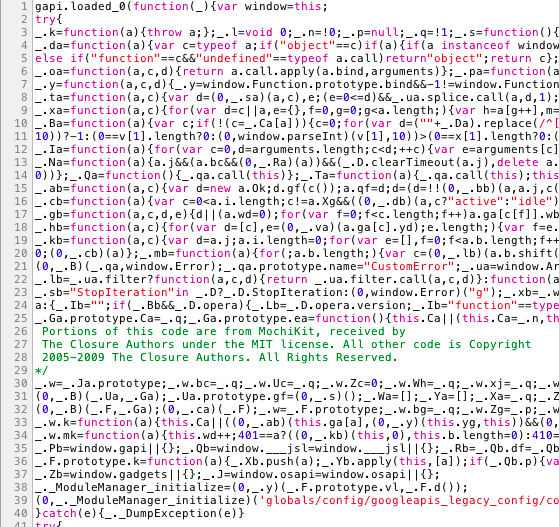 1 gapi.loaded_0(function(_){var window=this;
2 try{
3 _.k=function(a){throw a;};_.l=void 0;_.n=!0;_.p=null;_.q=!1;_.s=function(){
4 _.da=function(a){var c=typeof a;if("object"==c)if(a){if(a instanceof window
5 else if("function"==c&&"undefined"==typeof a.call)return"object";return c};
6 _.oa=function(a,c,d){return a.call.apply(a.bind,arguments)};_.pa=function(a
7 _.y=function(a,c,d){_.y=window.Function.prototype.bind&&-1!=window.Function
8 _.ta=function(a){var d=(0,_.sa)(a,c),e;(e=0<=d)&&_.ua.splice.call(a,d,1);
9 _.xa=function(a){for(var d=c||a,e={},f=0,g=0;g<a.length;){var h=a[g++],m=
10 _.Ba=function(a){var c;if(!(c=_.Ca[a])){c=0;for(var d=(""+_.Da).replace(/^[
11 10))?-1:(0==v[1].length?0:(0,window.parseInt)(v[1],10))>(0==x[1].length?0:(
12 _.Ia=function(a){for(var c=0,d=arguments.length;c<d;++c){var e=arguments[c]
13 _.Na=function(a){a.j&&(a.bc&&(0,_.Ra)(a))&&(_.D.clearTimeout(a.j),delete a.
14 0))};_.Qa=function(){_.qa.call(this)};_.Ta=function(a){_.qa.call(this);this
15 _.ab=function(a,c){var d=new a.Ok;d.gf(c());a.qf=d;d=(d=!!(0,_.bb)(a,a.j,c(
16 _.cb=function(a){var c=0<a.i.length;c!=a.Xg&&((0,_.db)(a,c?"active":"idle")
17 _.gb=function(a,c,d,e){d||(a.wd=0);for(var f=0;f<c.length;f++)a.ga[c[f]].wb
18 _.hb=function(a,c){for(var d=[c],e=(0,_.va)(a.ga[c].yd);e.length;){var f=e.
19 _.kb=function(a,c){var d=a.j;a.i.length=0;for(var e=[],f=0;f<a.b.length;f++
20 0;(0,_.cb)(a)};_.mb=function(a){for(;a.b.length;){var c=(0,_.lb)(a.b.shift(
21 (0,_.B)(_.qa,window.Error);_.qa.prototype.name="CustomError";_.ua=window.Ar
22 _.lb=_.ua.filter?function(a,c,d){return _.ua.filter.call(a,c,d)}:function(a
23 _.sb="StopIteration"in _.D?_.D.StopIteration:(0,window.Error)("g");_.xb=_.w
24 a:{_.Ib="";if(_.Bb&&_.D.opera){_.Lb=_.D.opera.version;_.Ib="function"==type
25 _.Ga.prototype.Ca=_.q;_.Ga.prototype.ea=function(){this.Ca||(this.Ca=_.n,th
26 Portions of this code are from MochiKit, received by
27 The Closure Authors under the MIT license. All other code is Copyright
28 2005-2009 The Closure Authors. All Rights Reserved.
29 */
30 _.w=_.Ja.prototype;_.w.bc=_.q;_.w.Uc=_.q;_.w.Zc=0;_.w.Wh=_.q;_.w.xj=_.q;_.w
31 (0,_.B)(_.Ua,_.Ga);_.Ua.prototype.gf=(0,_.s)();_.Wa=[];_.Ya=[];_.Xa=_.q;_.Z
32 (0,_.B)(_.F,_.Ga);(0,_.ca)(_.F);_.w=_.F.prototype;_.w.bg=_.q;_.w.Zg=_.p;_.w
33 _.w.k=function(a){this.Ca||((0,_.ab)(this.ga[a],(0,_.y)(this.yg,this))&&(0,
34 _.w.mk=function(a){this.wd++;401==a?((0,_.kb)(this,0),this.b.length=0):410=
35 _.Pb=window.gapi||{};_.Qb=window.___jsl=window.___jsl||{};_.Rb=_.Qb.df=_.Qb
36 _.F.prototype.k=function(a){_.Xb.push(a);_.Yb.apply(this,[a]);if(_.Qb.p){va
37 _.Zb=window.gadgets||{};_.J=window.osapi=window.osapi||{};
38 _._ModuleManager_initialize=(0,_.y)(_.F.prototype.vl,_.F.d());
39 (0,_._ModuleManager_initialize)('globals/config/googleapis_legacy_config/co
40 }catch(e){_._DumpException(e)}
41 try{